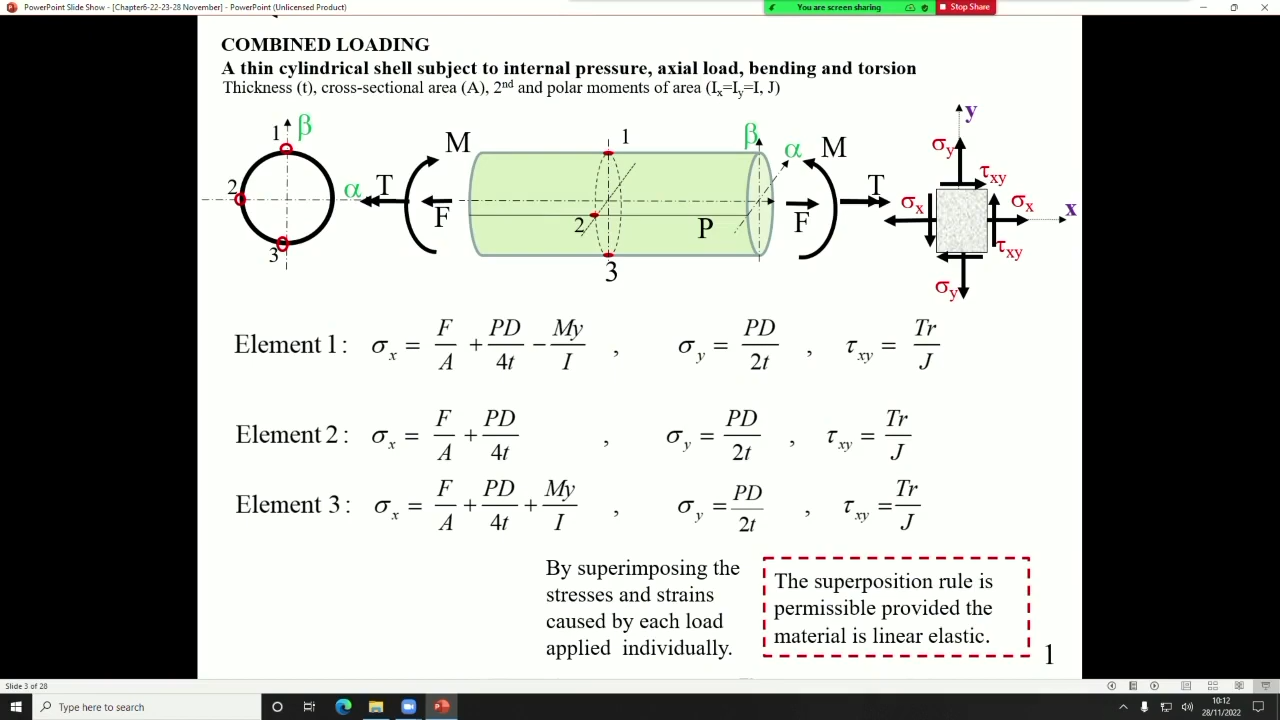 PowerPoint Slide Show - [Chapter6-22-23-28 November] - PowerPoint (Unlicensed Product)
You are screen sharing
Stop Share
COMBINED LOADING
A thin cylindrical shell subject to internal pressure, axial load, bending and torsion
Thickness (t), cross-sectional area (A), 2nd and polar moments of area (Ix=Iy=I, J)
1 β
2
3
α
T
M
F
1
2
3
P
β
α
M
F
T
y
σy
τxy
σx
σx
x
τxy
σy
Element 1 : σx = F/A + PD/4t − My/I , σy = PD/2t , τxy = Tr/J
Element 2 : σx = F/A + PD/4t , σy = PD/2t , τxy = Tr/J
Element 3 : σx = F/A + PD/4t + My/I , σy = PD/2t , τxy = Tr/J
By superimposing the
stresses and strains
caused by each load
applied individually.
The superposition rule is
permissible provided the
material is linear elastic.
1
Slide 3 of 28
Type here to search
10:12
28/11/2022